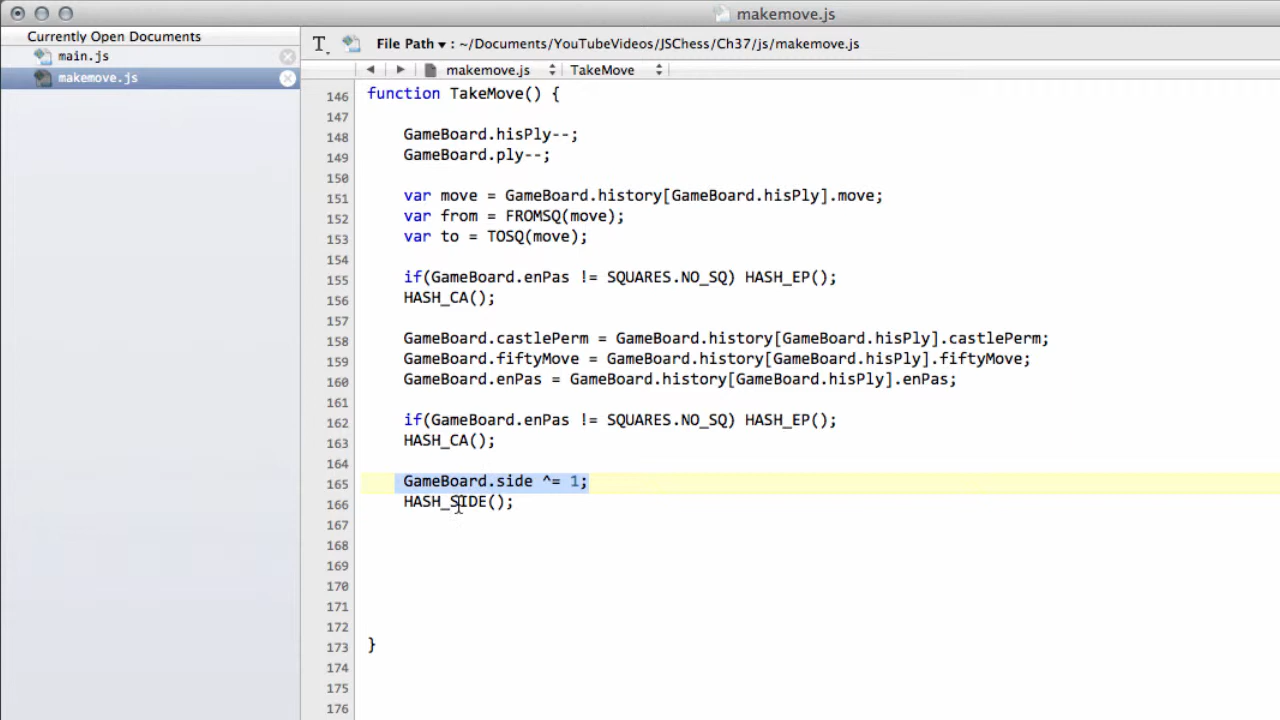 makemove.js
Currently Open Documents
main.js
makemove.js
T. File Path ▾ : ~/Documents/YouTubeVideos/JSChess/Ch37/js/makemove.js
makemove.js TakeMove
146 function TakeMove() {
147
148 GameBoard.hisPly--;
149 GameBoard.ply--;
150
151 var move = GameBoard.history[GameBoard.hisPly].move;
152 var from = FROMSQ(move);
153 var to = TOSQ(move);
154
155 if(GameBoard.enPas != SQUARES.NO_SQ) HASH_EP();
156 HASH_CA();
157
158 GameBoard.castlePerm = GameBoard.history[GameBoard.hisPly].castlePerm;
159 GameBoard.fiftyMove = GameBoard.history[GameBoard.hisPly].fiftyMove;
160 GameBoard.enPas = GameBoard.history[GameBoard.hisPly].enPas;
161
162 if(GameBoard.enPas != SQUARES.NO_SQ) HASH_EP();
163 HASH_CA();
164
165 GameBoard.side ^= 1;
166 HASH_SIDE();
167
168
169
170
171
172
173 }
174
175
176